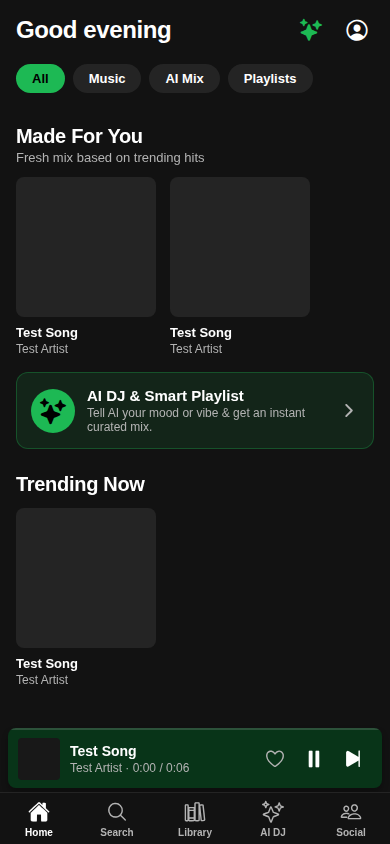 Good evening
All Music AI Mix Playlists
Made For You
Fresh mix based on trending hits
Test Song Test Song
Test Artist Test Artist
AI DJ & Smart Playlist
Tell AI your mood or vibe & get an instant
curated mix.
Trending Now
Test Song
Test Artist
Test Song
Test Artist · 0:00 / 0:06
Home Search Library AI DJ Social